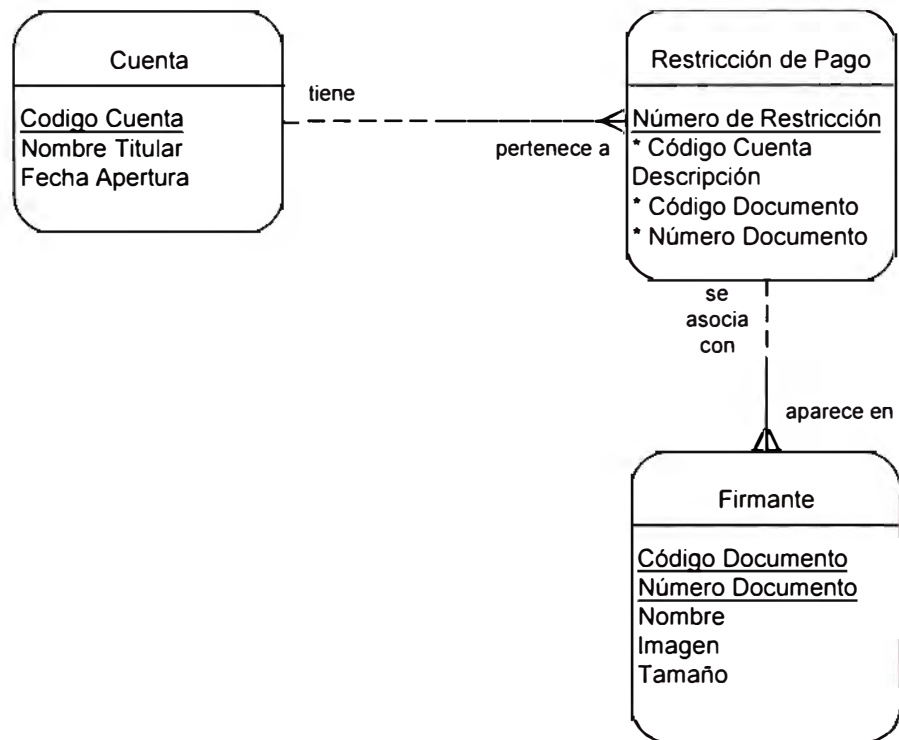 Cuenta
Codigo Cuenta
Nombre Titular
Fecha Apertura
tiene
pertenece a
Restricción de Pago
Número de Restricción
* Código Cuenta
Descripción
* Código Documento
* Número Documento
se
asocia
con
aparece en
Firmante
Código Documento
Número Documento
Nombre
Imagen
Tamaño